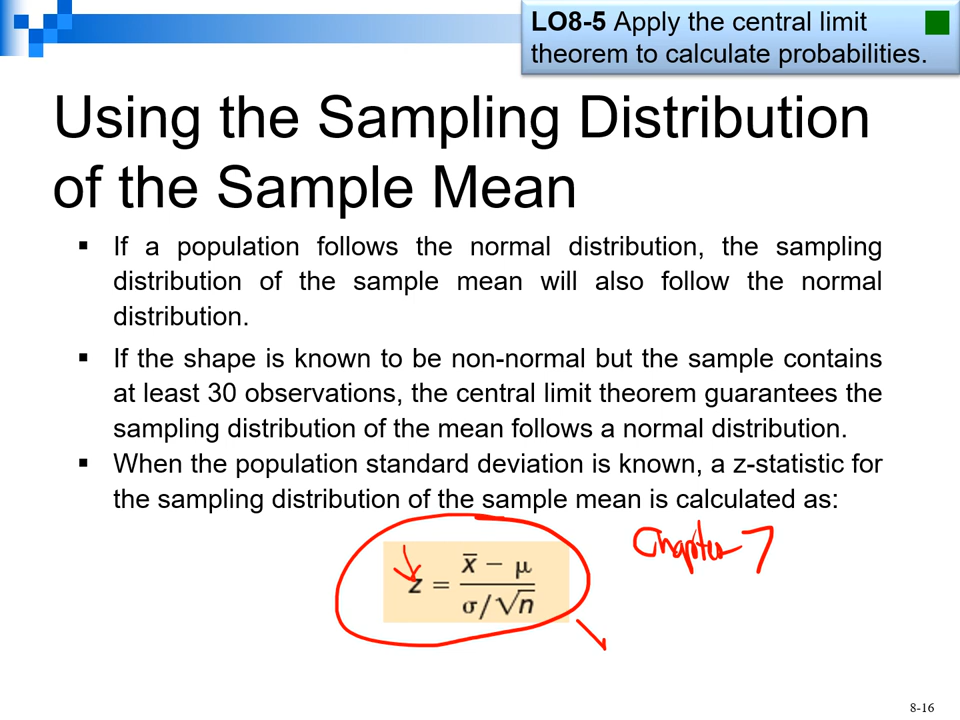 LO8-5 Apply the central limit
theorem to calculate probabilities.
Using the Sampling Distribution
of the Sample Mean
▪ If a population follows the normal distribution, the sampling
distribution of the sample mean will also follow the normal
distribution.
▪ If the shape is known to be non-normal but the sample contains
at least 30 observations, the central limit theorem guarantees the
sampling distribution of the mean follows a normal distribution.
▪ When the population standard deviation is known, a z-statistic for
the sampling distribution of the sample mean is calculated as:
Chapter 7
z = (x̄ − μ) / (σ/√n)
8-16